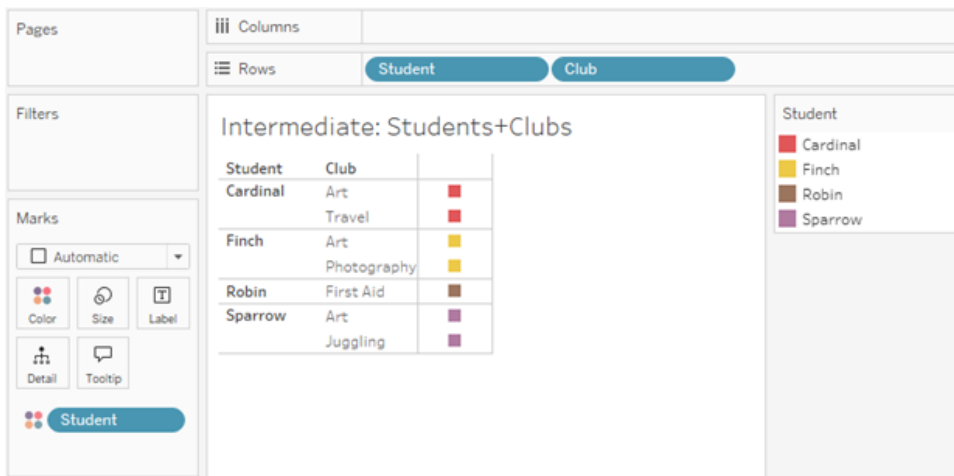 Pages
Columns
Rows Student Club
Filters
Intermediate: Students+Clubs
Student Club
Cardinal Art
Travel
Finch Art
Photography
Robin First Aid
Sparrow Art
Juggling
Marks
Automatic
Color Size Label
Detail Tooltip
Student
Student
Cardinal
Finch
Robin
Sparrow